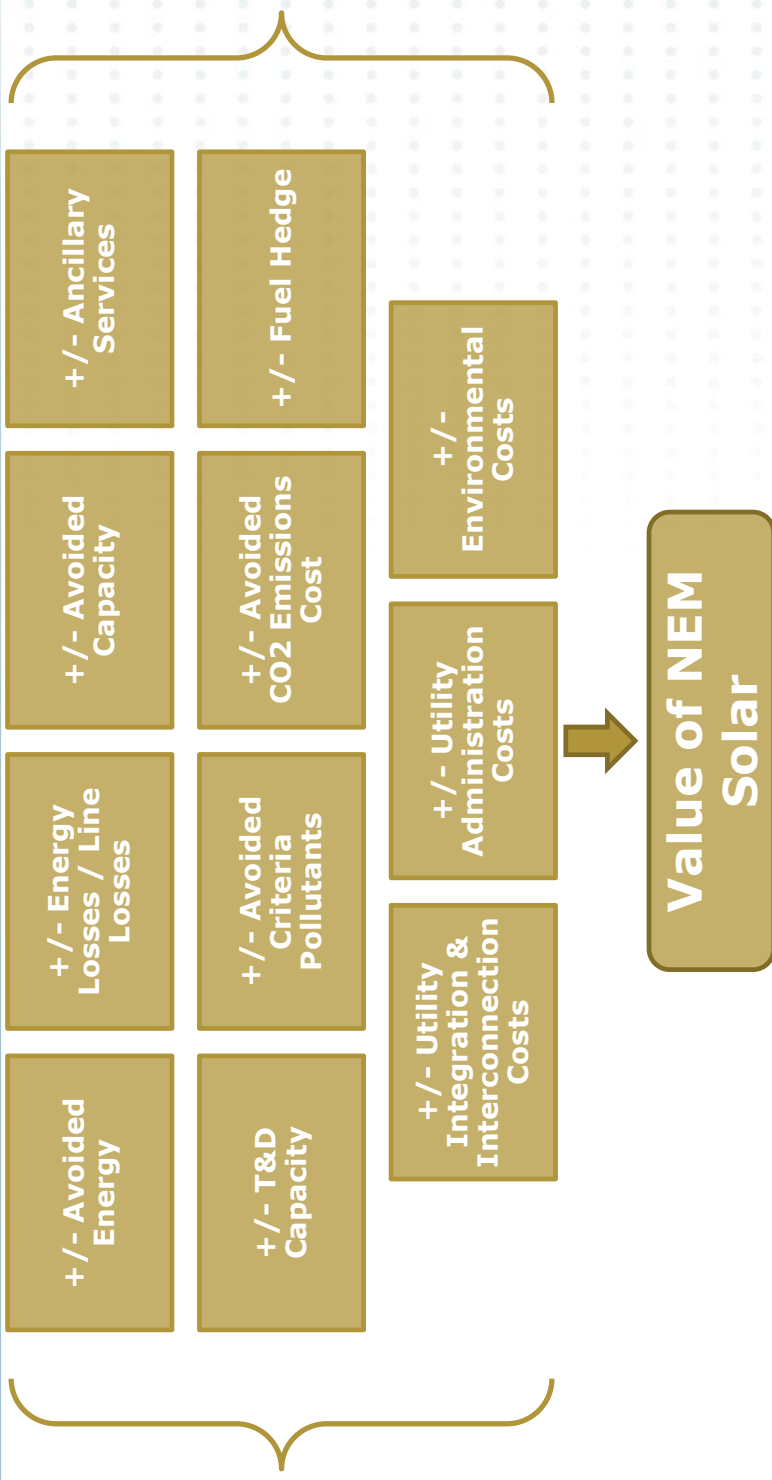 +/- Avoided
Energy
+/- Energy
Losses / Line
Losses
+/- Avoided
Capacity
+/- Ancillary
Services
+/- T&D
Capacity
+/- Avoided
Criteria
Pollutants
+/- Avoided
CO2 Emissions
Cost
+/- Fuel Hedge
+/- Utility
Integration &
Interconnection
Costs
+/- Utility
Administration
Costs
+/-
Environmental
Costs
Value of NEM
Solar